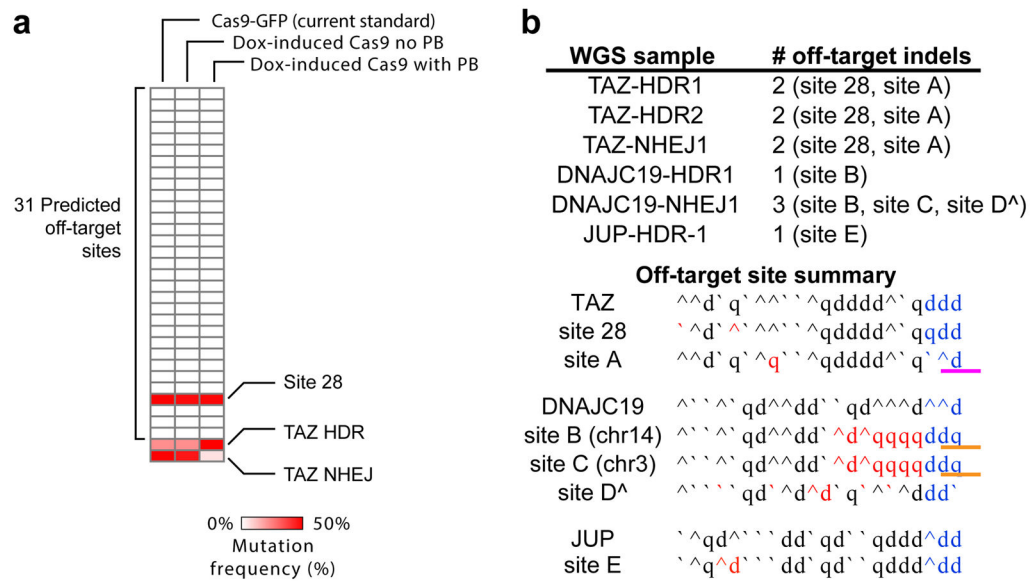 a
Cas9-GFP (current standard)
Dox-induced Cas9 no PB
Dox-induced Cas9 with PB
31 Predicted
off-target
sites
Site 28
TAZ HDR
TAZ NHEJ
0% 50%
Mutation
frequency (%)
b
WGS sample # off-target indels
TAZ-HDR1 2 (site 28, site A)
TAZ-HDR2 2 (site 28, site A)
TAZ-NHEJ1 2 (site 28, site A)
DNAJC19-HDR1 1 (site B)
DNAJC19-NHEJ1 3 (site B, site C, site D^)
JUP-HDR-1 1 (site E)
Off-target site summary
TAZ ^^d`q`^^``^qdddd^`qddd
site 28 `^d`^`^^``^qdddd^`qqdd
site A ^^d`q`^q``^qdddd^`q`^d
DNAJC19 ^``^`qd^^dd``qd^^^d^^d
site B (chr14) ^``^`qd^^dd`^d^qqqqddq
site C (chr3) ^``^`qd^^dd`^d^qqqqddq
site D^ ^````qd`^d^d`q`^`^ddd`
JUP `^qd^```dd`qd``qdddd^dd
site E ``q^d```dd`qd``qdddd^dd